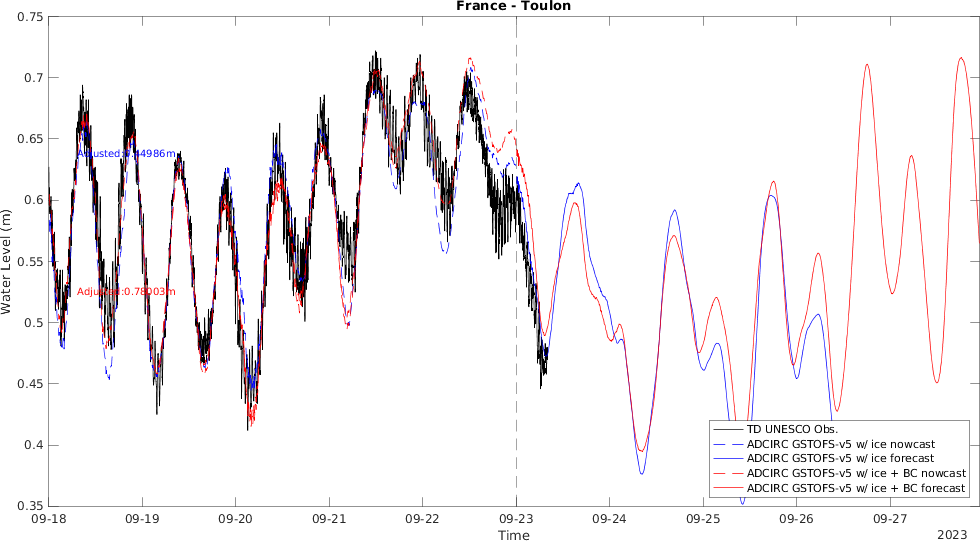 France - Toulon
Water Level (m)
0.75
0.7
0.65
0.6
0.55
0.5
0.45
0.4
0.35
Adjusted:0.44986m
Adjusted:0.78003m
TD UNESCO Obs.
ADCIRC GSTOFS-v5 w/ ice nowcast
ADCIRC GSTOFS-v5 w/ ice forecast
ADCIRC GSTOFS-v5 w/ ice + BC nowcast
ADCIRC GSTOFS-v5 w/ ice + BC forecast
09-18 09-19 09-20 09-21 09-22 09-23 09-24 09-25 09-26 09-27
Time
2023